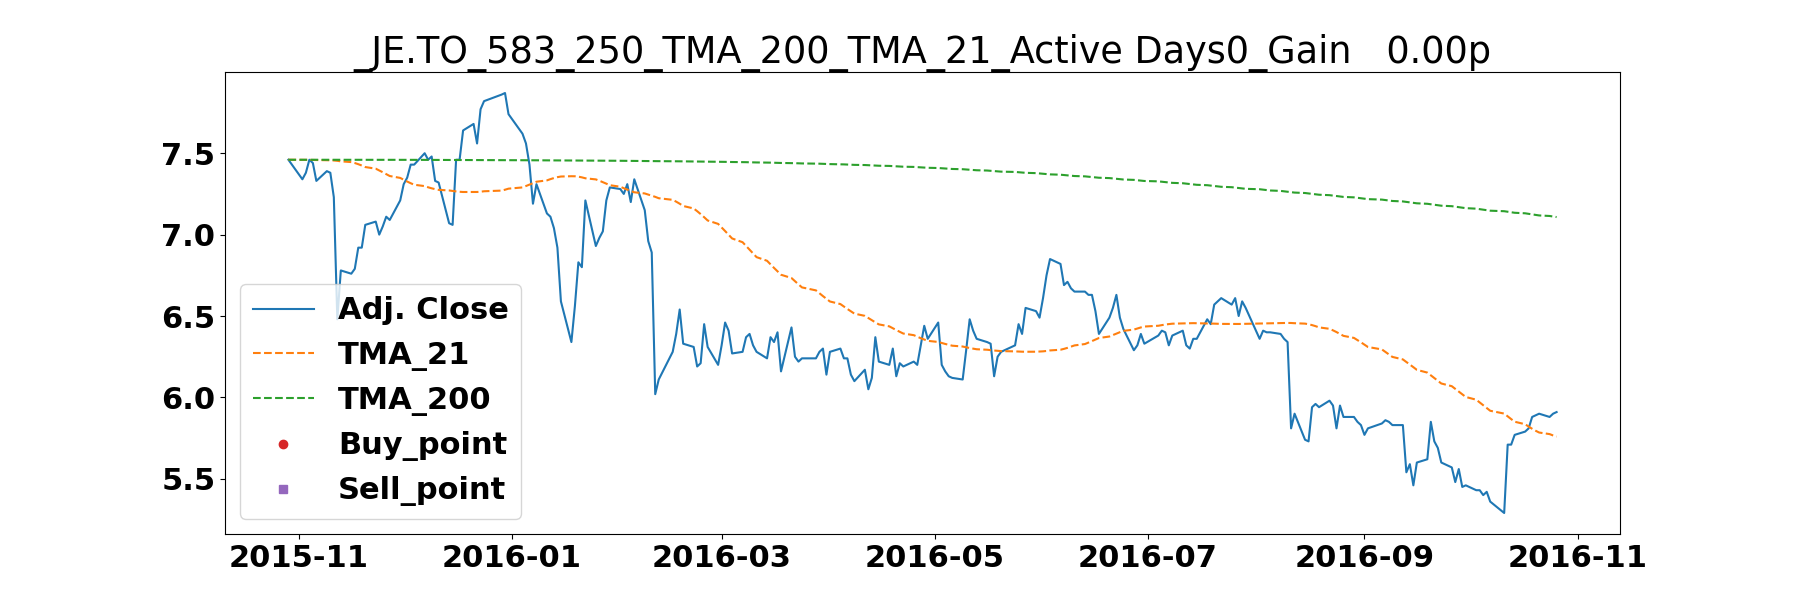 _JE.TO_583_250_TMA_200_TMA_21_Active Days0_Gain   0.00p
7.5
7.0
6.5
6.0
5.5
Adj. Close
TMA_21
TMA_200
Buy_point
Sell_point
2015-11 2016-01 2016-03 2016-05 2016-07 2016-09 2016-11